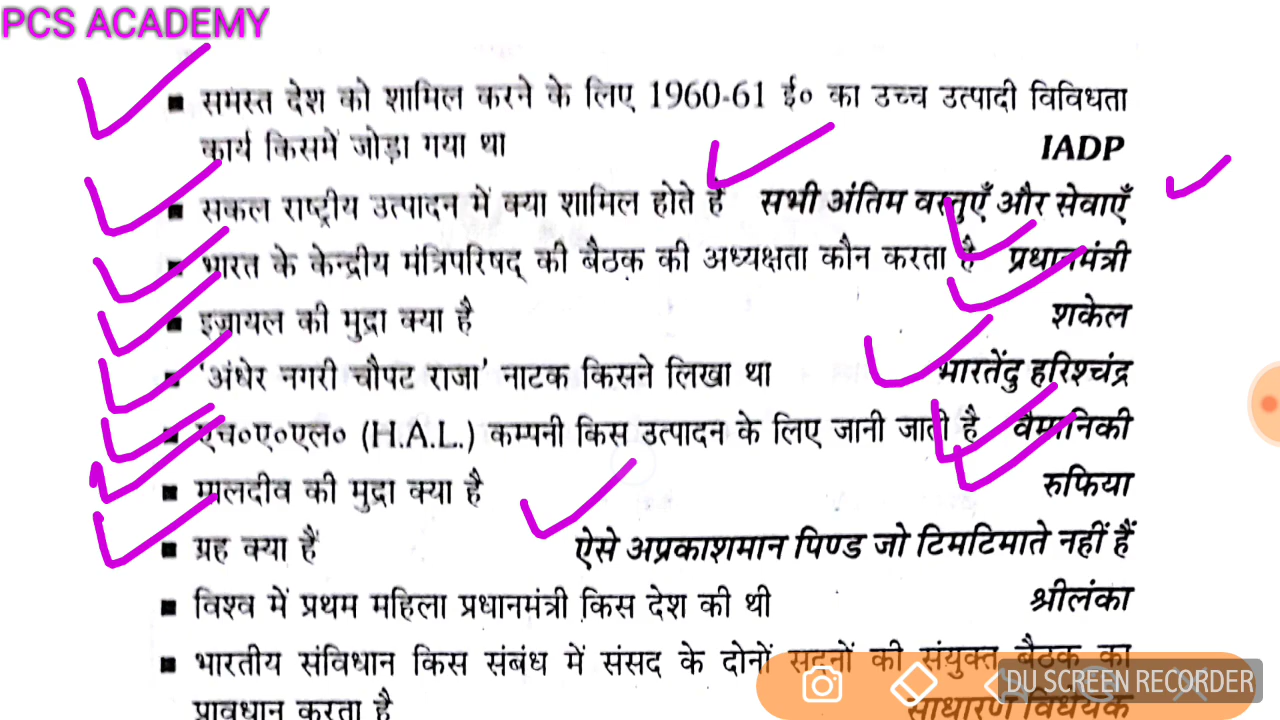 PCS ACADEMY
■ समस्त देश को शामिल करने के लिए 1960-61 ई० का उच्च उत्पादी विविधता
कार्य किसमें जोड़ा गया था IADP
■ सकल राष्ट्रीय उत्पादन में क्या शामिल होते हैं सभी अंतिम वस्तुएँ और सेवाएँ
■ भारत के केन्द्रीय मंत्रिपरिषद् की बैठक की अध्यक्षता कौन करता है प्रधानमंत्री
■ इज्रायल की मुद्रा क्या है शकेल
■ 'अंधेर नगरी चौपट राजा' नाटक किसने लिखा था भारतेंदु हरिश्चंद्र
■ एच०ए०एल० (H.A.L.) कम्पनी किस उत्पादन के लिए जानी जाती है वैमानिकी
■ मालदीव की मुद्रा क्या है रुफिया
■ ग्रह क्या हैं ऐसे अप्रकाशमान पिण्ड जो टिमटिमाते नहीं हैं
■ विश्व में प्रथम महिला प्रधानमंत्री किस देश की थी श्रीलंका
■ भारतीय संविधान किस संबंध में संसद के दोनों सदनों की संयुक्त बैठक का
प्रावधान करता है साधारण विधेयक
DU SCREEN RECORDER